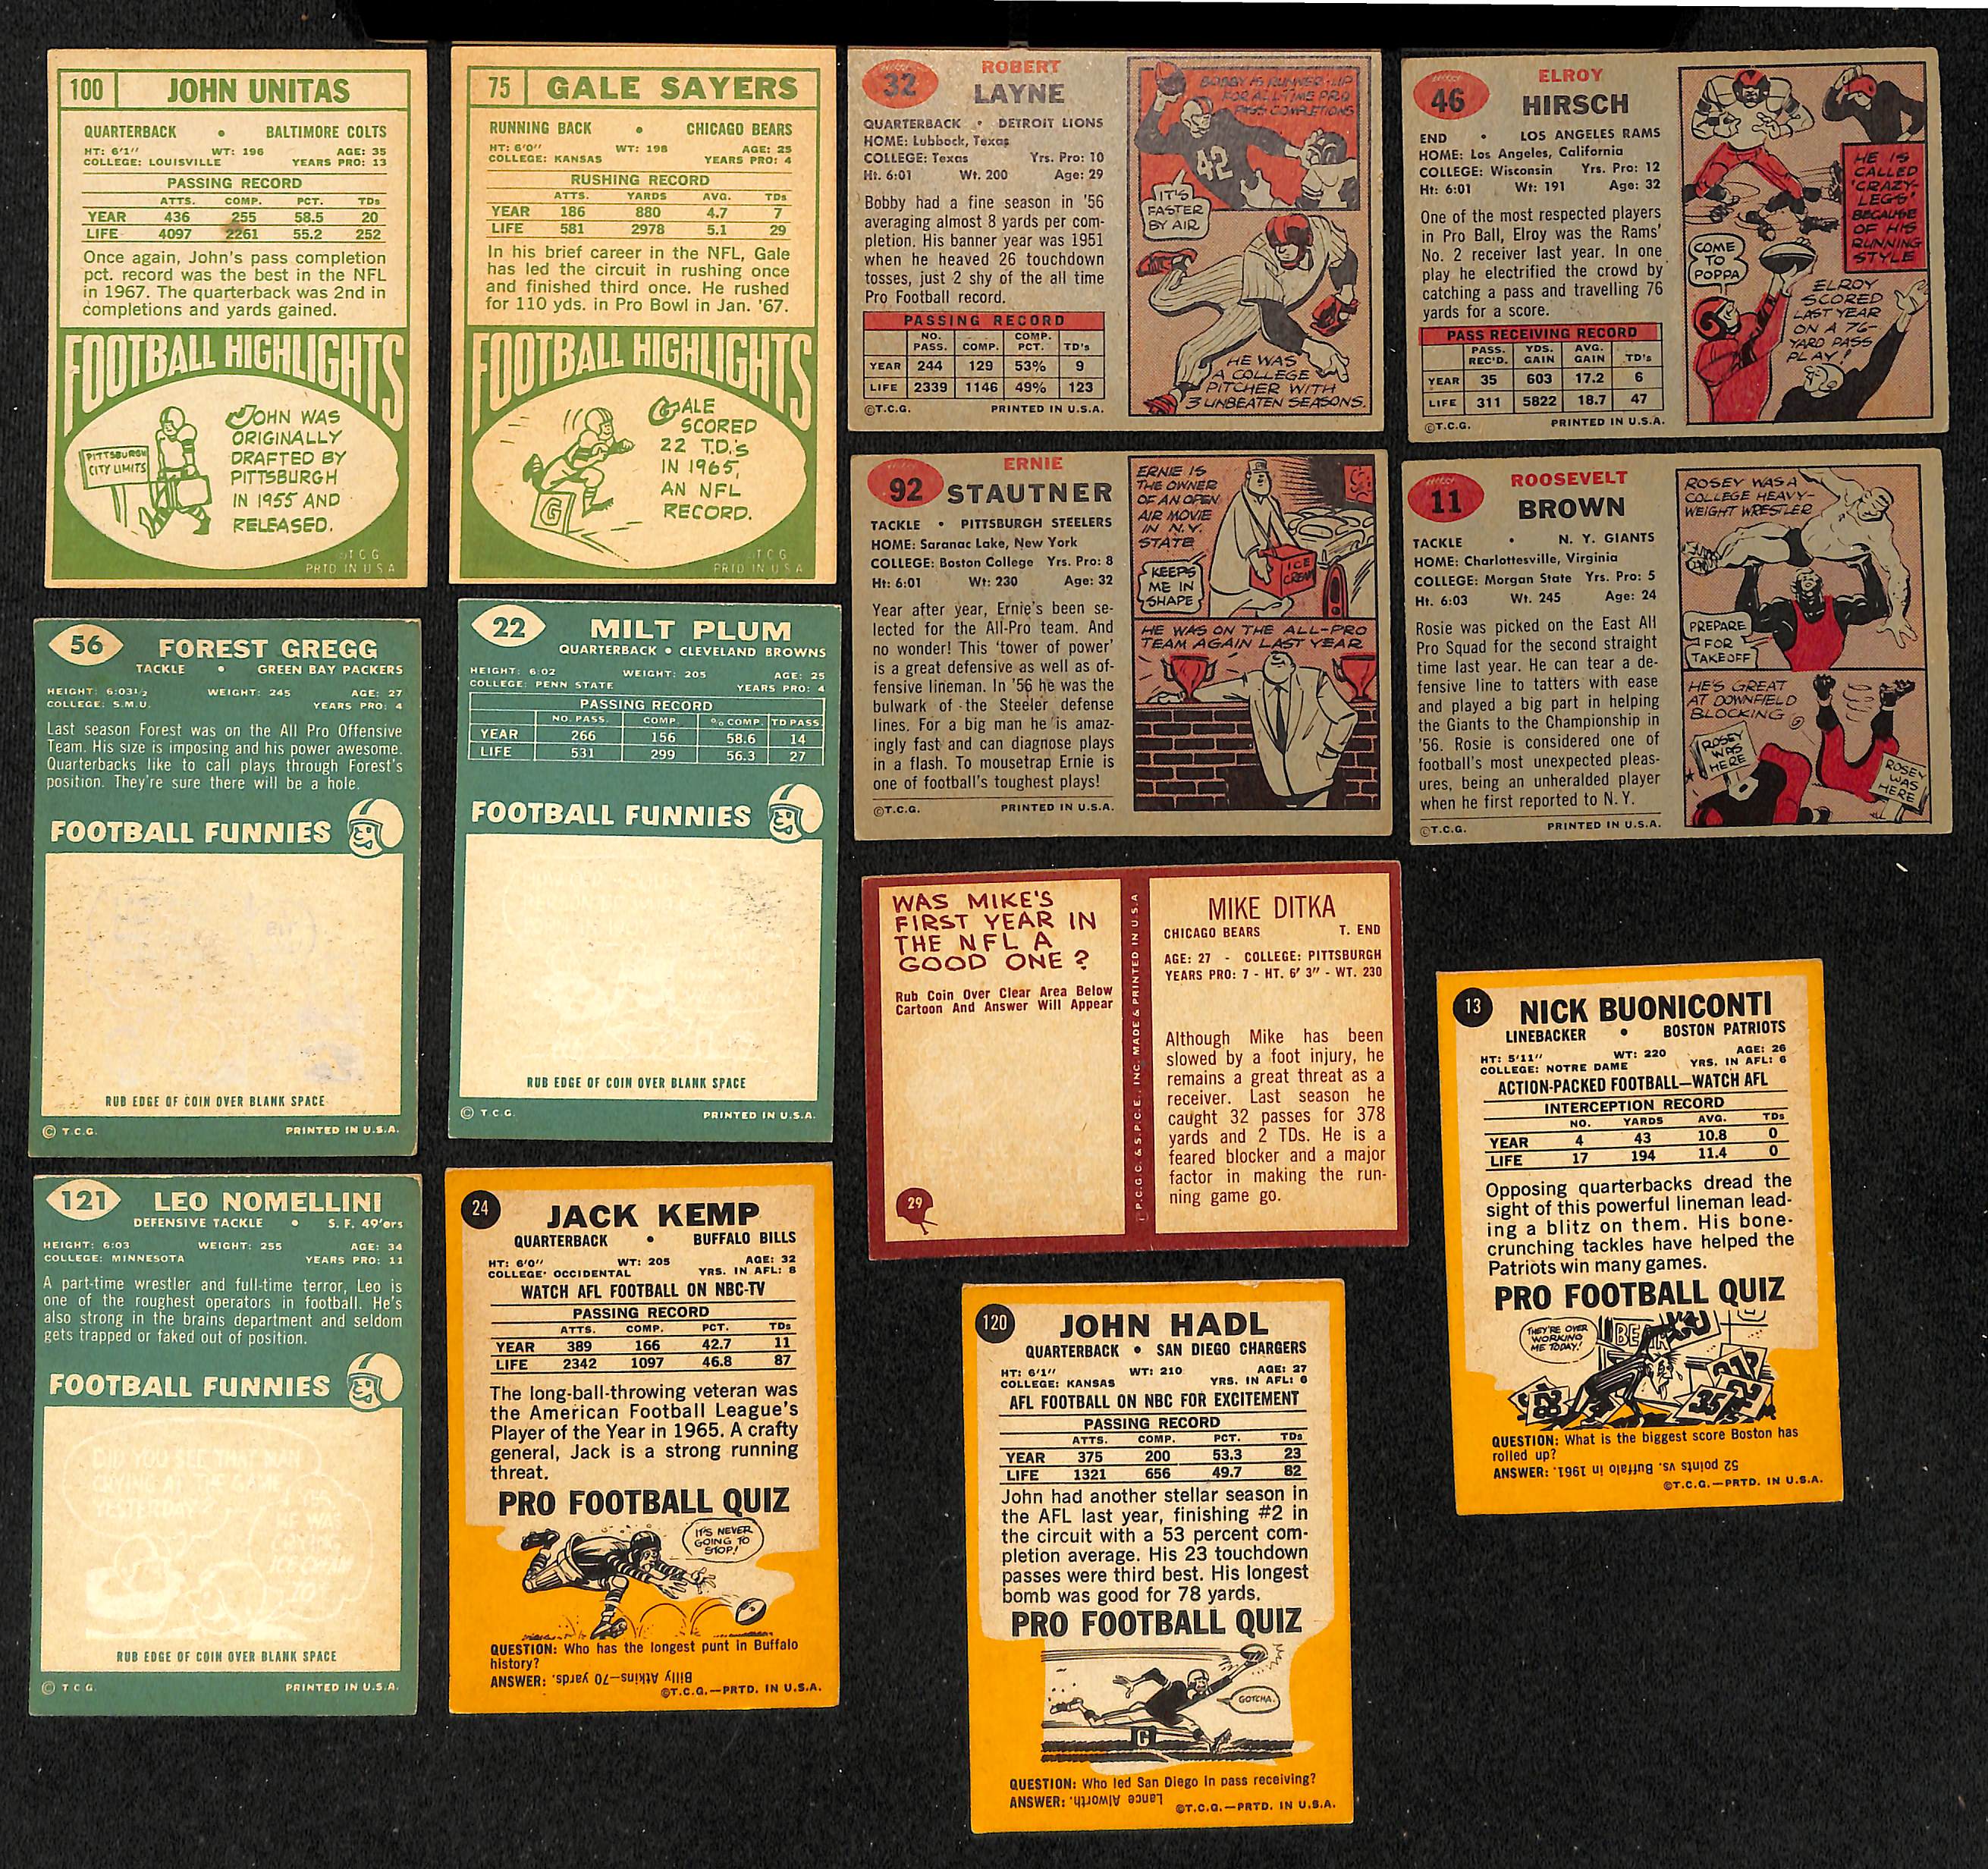 100 JOHN UNITAS
QUARTERBACK • BALTIMORE COLTS
HT: 6'1" WT: 196 AGE: 35
COLLEGE: LOUISVILLE YEARS PRO: 13
PASSING RECORD
ATTS. COMP. PCT. TDs
YEAR 436 255 58.5 20
LIFE 4097 2261 55.2 252
Once again, John's pass completion
pct. record was the best in the NFL
in 1967. The quarterback was 2nd in
completions and yards gained.
FOOTBALL HIGHLIGHTS
PITTSBURGH
CITY LIMITS
JOHN WAS
ORIGINALLY
DRAFTED BY
PITTSBURGH
IN 1955 AND
RELEASED.
T.C.G.
PRTD IN U.S.A.
75 GALE SAYERS
RUNNING BACK • CHICAGO BEARS
HT: 6'0" WT: 198 AGE: 25
COLLEGE: KANSAS YEARS PRO: 4
RUSHING RECORD
ATTS. YARDS AVG. TDs
YEAR 186 880 4.7 7
LIFE 581 2978 5.1 29
In his brief career in the NFL, Gale
has led the circuit in rushing once
and finished third once. He rushed
for 110 yds. in Pro Bowl in Jan. '67.
FOOTBALL HIGHLIGHTS
G
GALE
SCORED
22 T.D.'s
IN 1965,
AN NFL
RECORD.
T.C.G.
PRTD IN U.S.A.
32 ROBERT
LAYNE
QUARTERBACK • DETROIT LIONS
HOME: Lubbock, Texas
COLLEGE: Texas Yrs. Pro: 10
Ht. 6:01 Wt. 200 Age: 29
Bobby had a fine season in '56
averaging almost 8 yards per com-
pletion. His banner year was 1951
when he heaved 26 touchdown
tosses, just 2 shy of the all time
Pro Football record.
PASSING RECORD
NO. PASS. COMP. COMP. PCT. TD's
YEAR 244 129 53% 9
LIFE 2339 1146 49% 123
©T.C.G. PRINTED IN U.S.A.
BOBBY IS RUNNER-UP
FOR ALL-TIME PRO
PASS COMPLETIONS
42
IT'S
FASTER
BY AIR
HE WAS
A COLLEGE
PITCHER WITH
3 UNBEATEN SEASONS.
46 ELROY
HIRSCH
END • LOS ANGELES RAMS
HOME: Los Angeles, California
COLLEGE: Wisconsin Yrs. Pro: 12
Ht: 6:01 Wt: 191 Age: 32
One of the most respected players
in Pro Ball, Elroy was the Rams'
No. 2 receiver last year. In one
play he electrified the crowd by
catching a pass and travelling 76
yards for a score.
PASS RECEIVING RECORD
PASS. REC'D. YDS. GAIN AVG. GAIN TD's
YEAR 35 603 17.2 6
LIFE 311 5822 18.7 47
©T.C.G. PRINTED IN U.S.A.
HE IS
CALLED
'CRAZY-
LEGS'
BECAUSE
OF HIS
RUNNING
STYLE
COME
TO
POPPA
ELROY
SCORED
LAST YEAR
ON A 76-
YARD PASS
PLAY!
92 ERNIE
STAUTNER
TACKLE • PITTSBURGH STEELERS
HOME: Saranac Lake, New York
COLLEGE: Boston College Yrs. Pro: 8
Ht: 6:01 Wt: 230 Age: 32
Year after year, Ernie's been se-
lected for the All-Pro team. And
no wonder! This 'tower of power'
is a great defensive as well as of-
fensive lineman. In '56 he was the
bulwark of the Steeler defense
lines. For a big man he is amaz-
ingly fast and can diagnose plays
in a flash. To mousetrap Ernie is
one of football's toughest plays!
©T.C.G. PRINTED IN U.S.A.
ERNIE IS
THE OWNER
OF AN OPEN
AIR MOVIE
IN N.Y.
STATE
KEEPS
ME IN
SHAPE
ICE
CREAM
HE WAS ON THE ALL-PRO
TEAM AGAIN LAST YEAR
11 ROOSEVELT
BROWN
TACKLE • N. Y. GIANTS
HOME: Charlottesville, Virginia
COLLEGE: Morgan State Yrs. Pro: 5
Ht. 6:03 Wt. 245 Age: 24
Rosie was picked on the East All
Pro Squad for the second straight
time last year. He can tear a de-
fensive line to tatters with ease
and played a big part in helping
the Giants to the Championship in
'56. Rosie is considered one of
football's most unexpected pleas-
ures, being an unheralded player
when he first reported to N.Y.
©T.C.G. PRINTED IN U.S.A.
ROSEY WAS A
COLLEGE HEAVY-
WEIGHT WRESTLER
PREPARE
FOR
TAKEOFF
HE'S GREAT
AT DOWNFIELD
BLOCKING
ROSEY
WAS
HERE
ROSEY
WAS
HERE
56 FOREST GREGG
TACKLE • GREEN BAY PACKERS
HEIGHT: 6:03½ WEIGHT: 245 AGE: 27
COLLEGE: S.M.U. YEARS PRO: 4
Last season Forest was on the All Pro Offensive
Team. His size is imposing and his power awesome.
Quarterbacks like to call plays through Forest's
position. They're sure there will be a hole.
FOOTBALL FUNNIES
RUB EDGE OF COIN OVER BLANK SPACE
© T.C.G. PRINTED IN U.S.A.
22 MILT PLUM
QUARTERBACK • CLEVELAND BROWNS
HEIGHT: 6:02 WEIGHT: 205 AGE: 25
COLLEGE: PENN STATE YEARS PRO: 4
PASSING RECORD
NO. PASS. COMP. % COMP. TD PASS.
YEAR 266 156 58.6 14
LIFE 531 299 56.3 27
FOOTBALL FUNNIES
RUB EDGE OF COIN OVER BLANK SPACE
© T.C.G. PRINTED IN U.S.A.
WAS MIKE'S
FIRST YEAR IN
THE NFL A
GOOD ONE?
Rub Coin Over Clear Area Below
Cartoon And Answer Will Appear
29
P.C.G.C. & S.P.C.E., INC. MADE & PRINTED IN U.S.A
MIKE DITKA
CHICAGO BEARS T. END
AGE: 27 - COLLEGE: PITTSBURGH
YEARS PRO: 7 - HT. 6' 3" - WT. 230
Although Mike has been
slowed by a foot injury, he
remains a great threat as a
receiver. Last season he
caught 32 passes for 378
yards and 2 TDs. He is a
feared blocker and a major
factor in making the run-
ning game go.
13 NICK BUONICONTI
LINEBACKER • BOSTON PATRIOTS
HT: 5'11" WT: 220 AGE: 26
COLLEGE: NOTRE DAME YRS. IN AFL: 6
ACTION-PACKED FOOTBALL—WATCH AFL
INTERCEPTION RECORD
NO. YARDS AVG. TDs
YEAR 4 43 10.8 0
LIFE 17 194 11.4 0
Opposing quarterbacks dread the
sight of this powerful lineman lead-
ing a blitz on them. His bone-
crunching tackles have helped the
Patriots win many games.
PRO FOOTBALL QUIZ
THEY'RE OVER
WORKING
ME TODAY!
35
QUESTION: What is the biggest score Boston has
rolled up?
ANSWER: 52 points vs. Buffalo in 1961.
©T.C.G.—PRTD. IN U.S.A.
121 LEO NOMELLINI
DEFENSIVE TACKLE • S. F. 49'ers
HEIGHT: 6:03 WEIGHT: 255 AGE: 34
COLLEGE: MINNESOTA YEARS PRO: 11
A part-time wrestler and full-time terror, Leo is
one of the roughest operators in football. He's
also strong in the brains department and seldom
gets trapped or faked out of position.
FOOTBALL FUNNIES
DID YOU SEE THAT MAN
CRYING AT THE GAME
YESTERDAY?
HE WAS
CRYING
RUB EDGE OF COIN OVER BLANK SPACE
© T.C.G. PRINTED IN U.S.A.
24 JACK KEMP
QUARTERBACK • BUFFALO BILLS
HT: 6'0" WT: 205 AGE: 32
COLLEGE: OCCIDENTAL YRS. IN AFL: 8
WATCH AFL FOOTBALL ON NBC-TV
PASSING RECORD
ATTS. COMP. PCT. TDs
YEAR 389 166 42.7 11
LIFE 2342 1097 46.8 87
The long-ball-throwing veteran was
the American Football League's
Player of the Year in 1965. A crafty
general, Jack is a strong running
threat.
PRO FOOTBALL QUIZ
IT'S NEVER
GOING TO
STOP!
QUESTION: Who has the longest punt in Buffalo
history?
ANSWER: Billy Atkins—70 yards.
©T.C.G.—PRTD. IN U.S.A.
120 JOHN HADL
QUARTERBACK • SAN DIEGO CHARGERS
HT: 6'1" WT: 210 AGE: 27
COLLEGE: KANSAS YRS. IN AFL: 6
AFL FOOTBALL ON NBC FOR EXCITEMENT
PASSING RECORD
ATTS. COMP. PCT. TDs
YEAR 375 200 53.3 23
LIFE 1321 656 49.7 82
John had another stellar season in
the AFL last year, finishing #2 in
the circuit with a 53 percent com-
pletion average. His 23 touchdown
passes were third best. His longest
bomb was good for 78 yards.
PRO FOOTBALL QUIZ
GOTCHA.
C
QUESTION: Who led San Diego in pass receiving?
ANSWER: Lance Alworth.
©T.C.G.—PRTD. IN U.S.A.